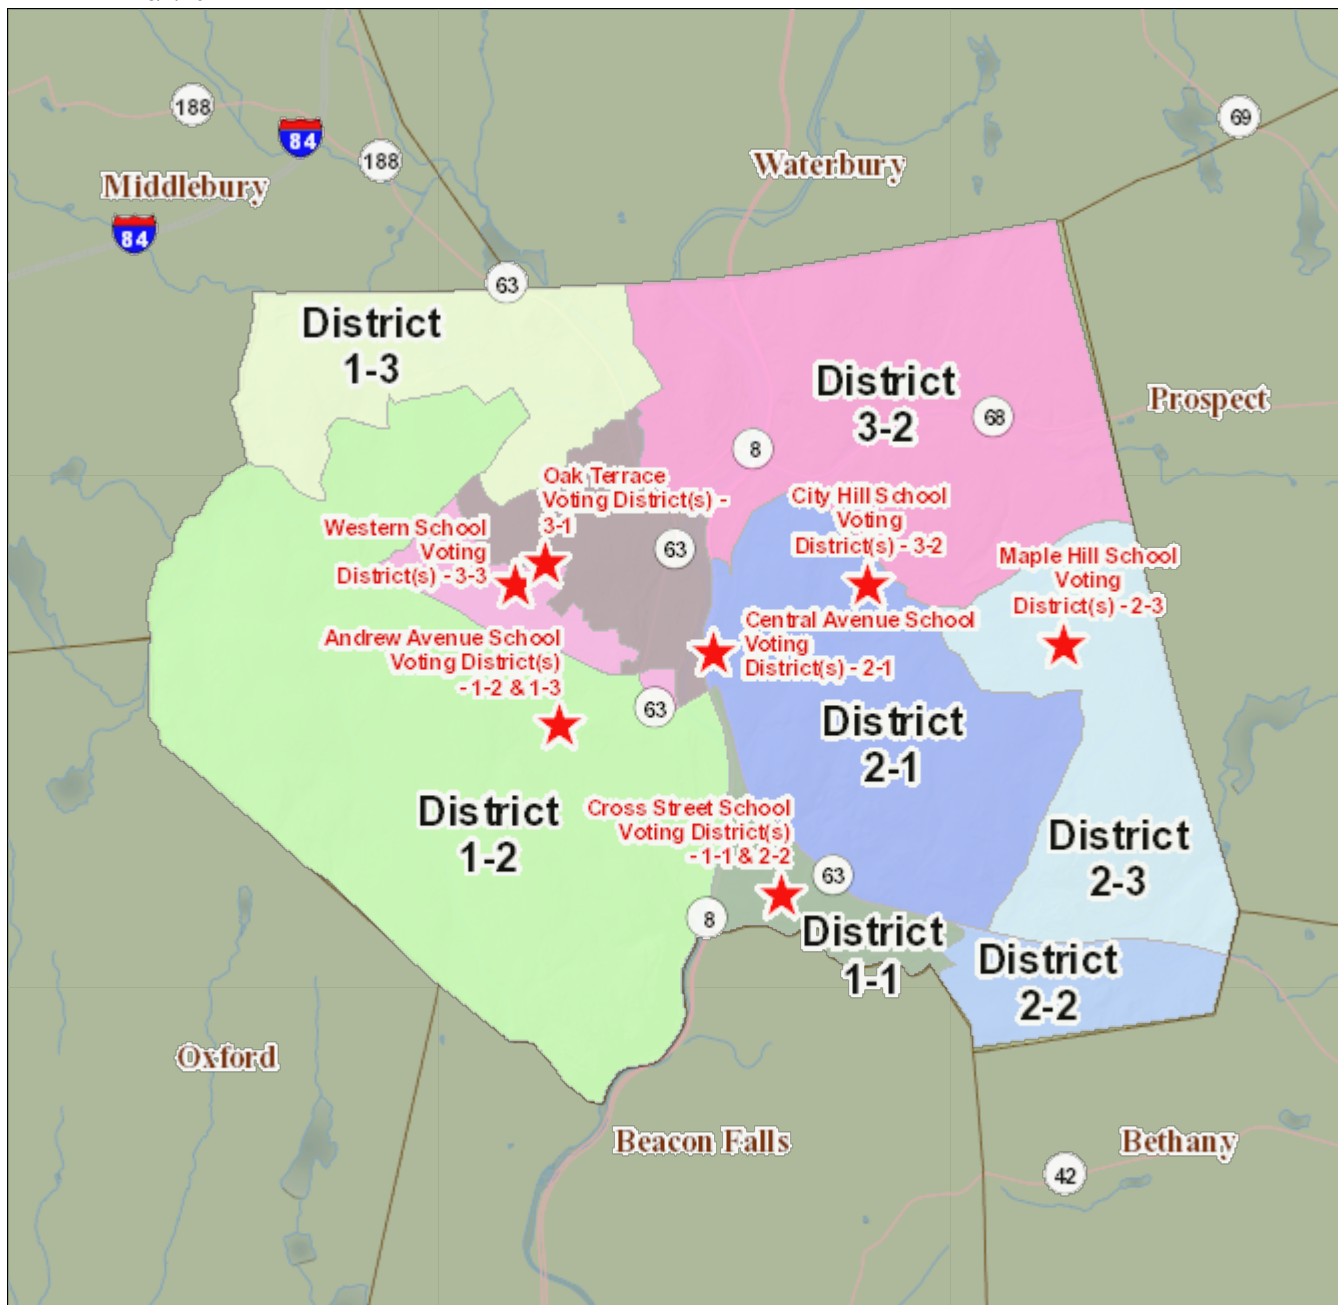 188
84
188
Middlebury
84
Waterbury
69
63
District
1-3
District
3-2
Prospect
68
8
Oak Terrace
Voting District(s) -
3-1
Western School
Voting
District(s) - 3-3
63
City Hill School
Voting
District(s) - 3-2
Maple Hill School
Voting
District(s) - 2-3
Andrew Avenue School
Voting District(s)
- 1-2 & 1-3
Central Avenue School
Voting
District(s) - 2-1
63
District
2-1
District
1-2
Cross Street School
Voting District(s)
- 1-1 & 2-2
63
District
2-3
8
District
1-1
District
2-2
Oxford
Beacon Falls
Bethany
42